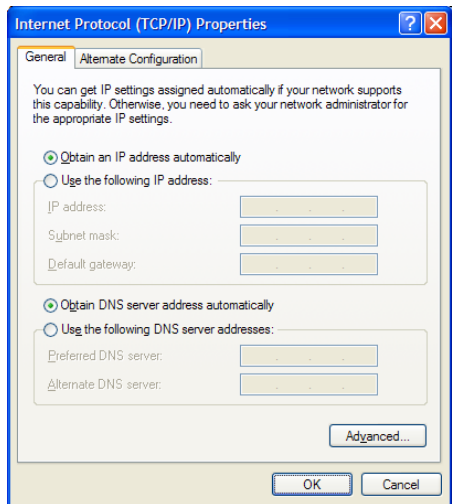 Internet Protocol (TCP/IP) Properties
General Alternate Configuration
You can get IP settings assigned automatically if your network supports
this capability. Otherwise, you need to ask your network administrator for
the appropriate IP settings.
Obtain an IP address automatically
Use the following IP address:
IP address:
Subnet mask:
Default gateway:
Obtain DNS server address automatically
Use the following DNS server addresses:
Preferred DNS server:
Alternate DNS server:
Advanced...
OK Cancel